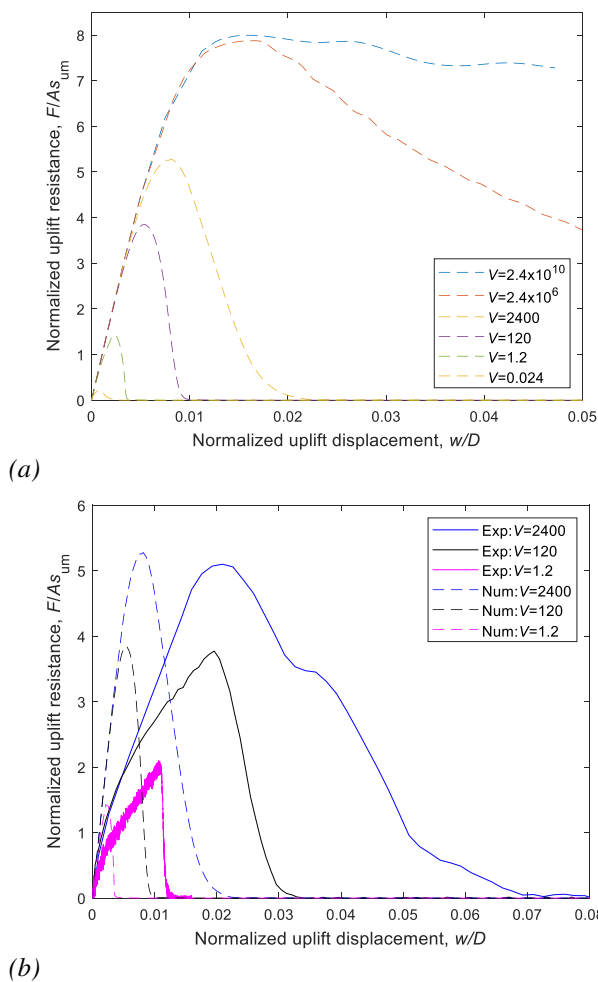 8
7
6
5
4
3
2
1
0
Normalized uplift resistance, F/As_um
V=2.4x10^10
V=2.4x10^6
V=2400
V=120
V=1.2
V=0.024
0 0.01 0.02 0.03 0.04 0.05
Normalized uplift displacement, w/D
(a)
6
5
4
3
2
1
0
Normalized uplift resistance, F/As_um
Exp:V=2400
Exp:V=120
Exp:V=1.2
Num:V=2400
Num:V=120
Num:V=1.2
0 0.01 0.02 0.03 0.04 0.05 0.06 0.07 0.08
Normalized uplift displacement, w/D
(b)